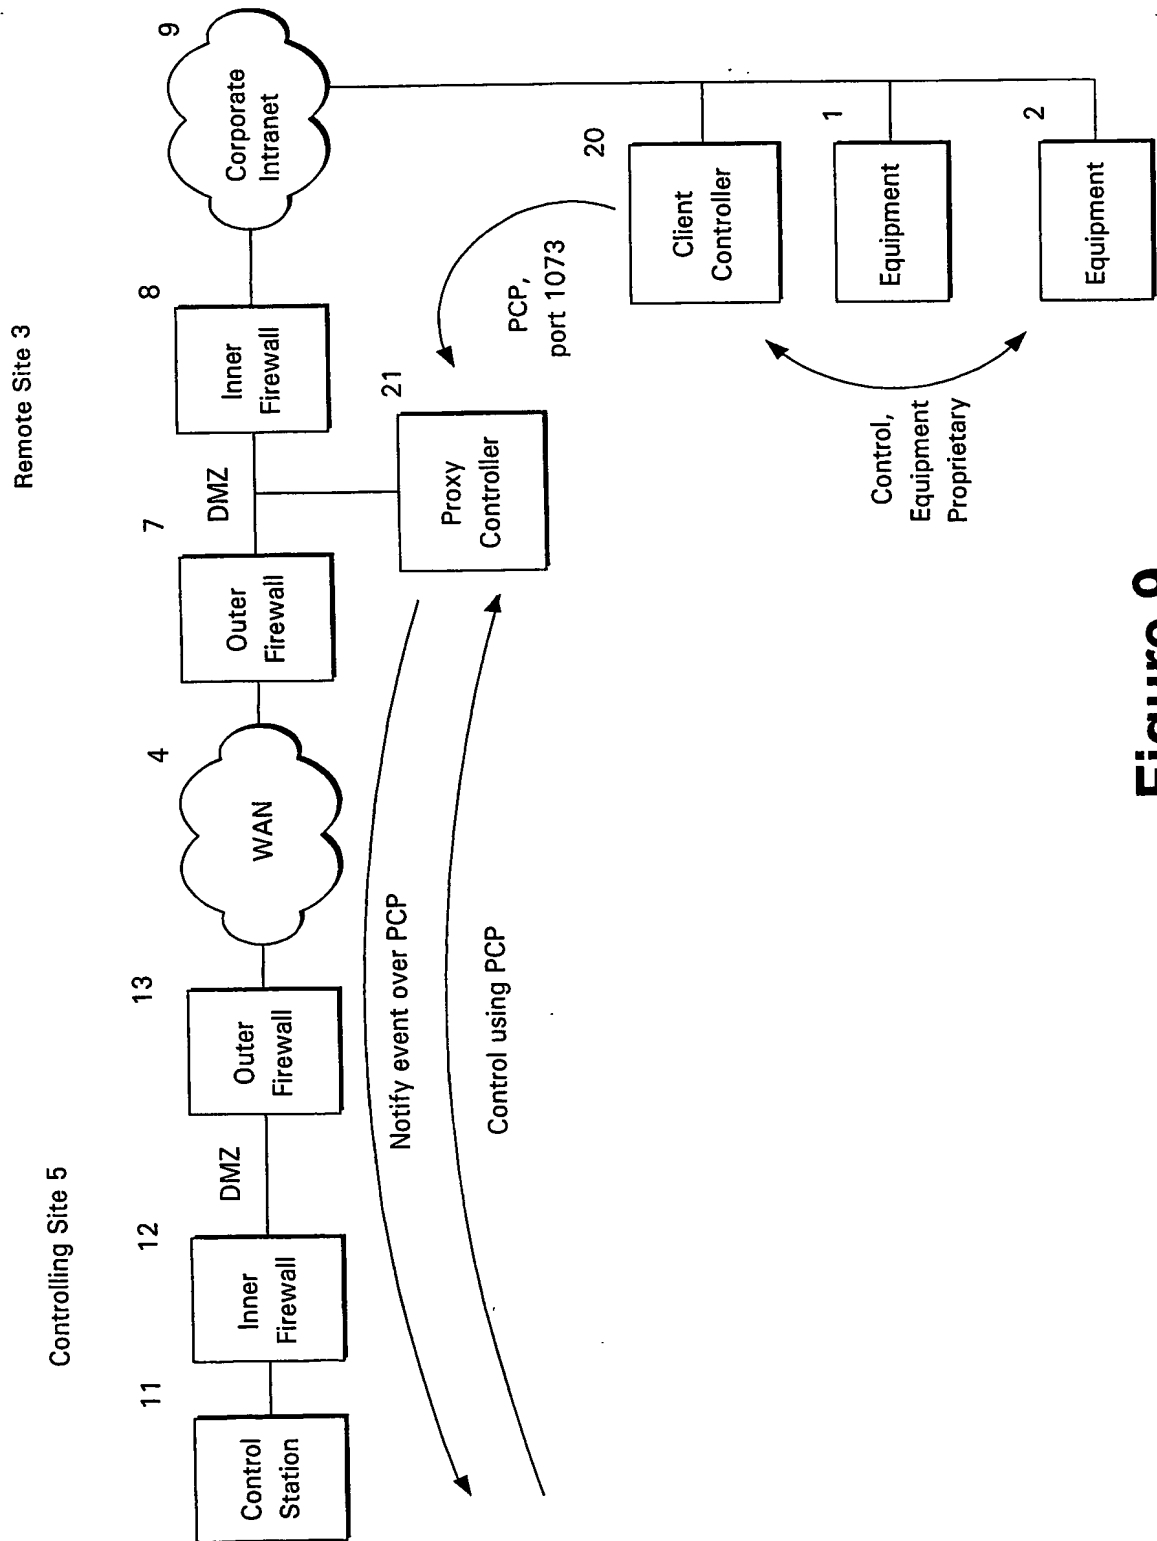 Controlling Site 5
Remote Site 3
11
Control
Station
12
Inner
Firewall
DMZ
13
Outer
Firewall
4
WAN
7
Outer
Firewall
DMZ
8
Inner
Firewall
9
Corporate
Intranet
21
Proxy
Controller
Notify event over PCP
Control using PCP
PCP,
port 1073
20
Client
Controller
1
Equipment
2
Equipment
Control,
Equipment
Proprietary
Figure 9